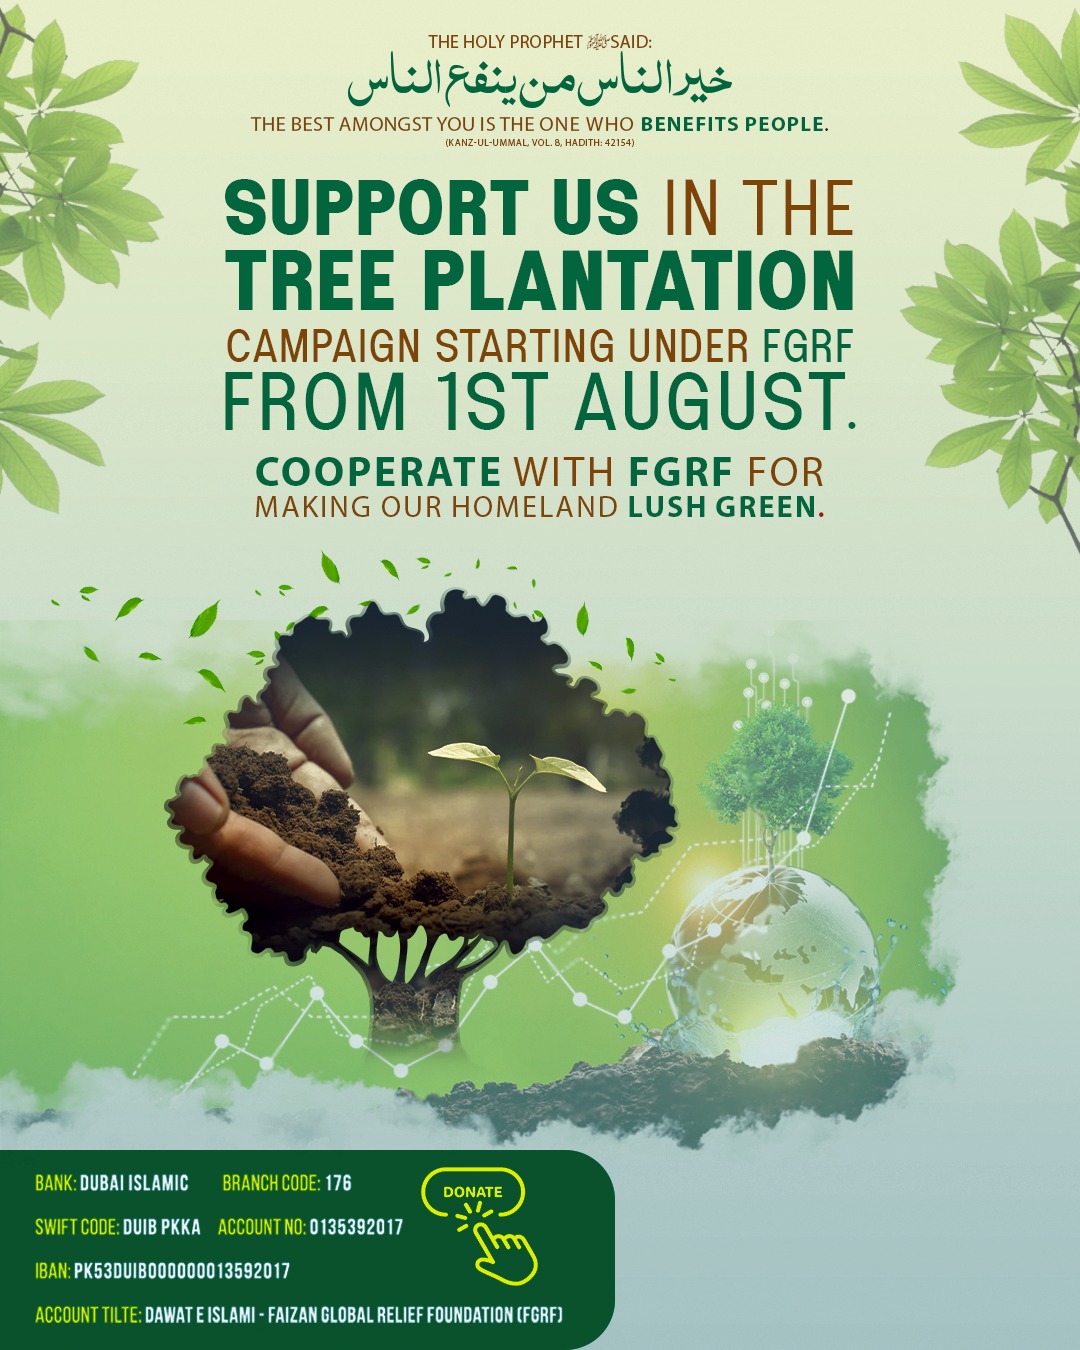 THE HOLY PROPHET ﷺ SAID:
خير الناس من ينفع الناس
THE BEST AMONGST YOU IS THE ONE WHO BENEFITS PEOPLE.
(KANZ-UL-UMMAL, VOL. 8, HADITH: 42154)
SUPPORT US IN THE
TREE PLANTATION
CAMPAIGN STARTING UNDER FGRF
FROM 1ST AUGUST.
COOPERATE WITH FGRF FOR
MAKING OUR HOMELAND LUSH GREEN.
BANK: DUBAI ISLAMIC BRANCH CODE: 176
SWIFT CODE: DUIB PKKA ACCOUNT NO: 0135392017
IBAN: PK53DUIB000000013592017
ACCOUNT TILTE: DAWAT E ISLAMI - FAIZAN GLOBAL RELIEF FOUNDATION (FGRF)
DONATE